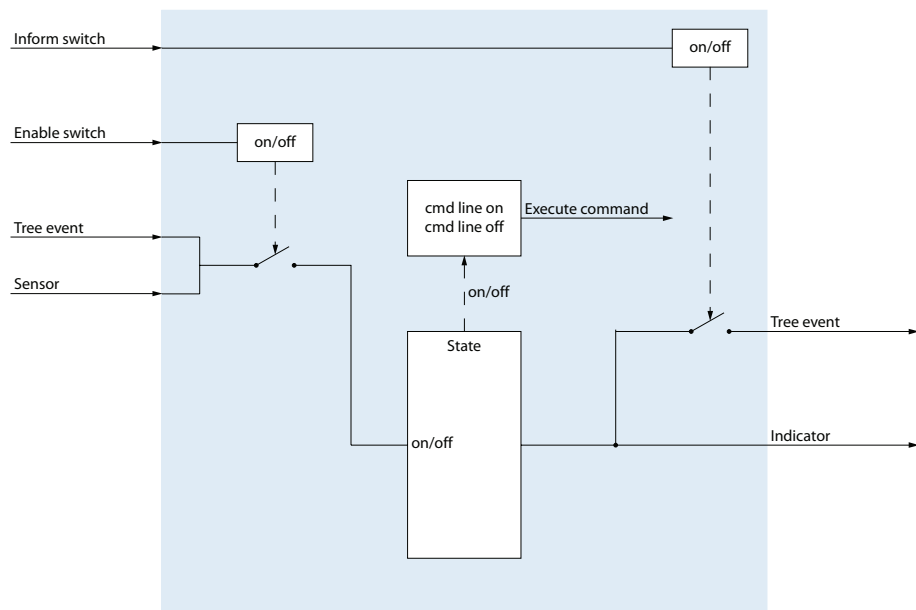 Inform switch
on/off
Enable switch
on/off
cmd line on
cmd line off
Execute command
Tree event
Sensor
on/off
State
Tree event
on/off
Indicator